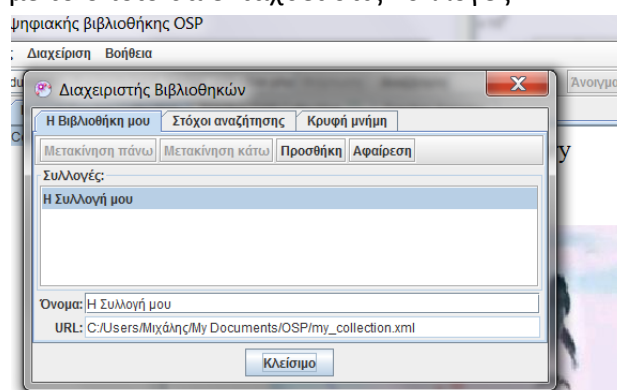 ψηφιακής βιβλιοθήκης OSP
Διαχείριση Βοήθεια
Διαχειριστής Βιβλιοθηκών
Άνοιγμα
Η Βιβλιοθήκη μου Στόχοι αναζήτησης Κρυφή μνήμη
Μετακίνηση πάνω Μετακίνηση κάτω Προσθήκη Αφαίρεση
Συλλογές:
Η Συλλογή μου
Όνομα: Η Συλλογή μου
URL: C:/Users/Μιχάλης/My Documents/OSP/my_collection.xml
Κλείσιμο